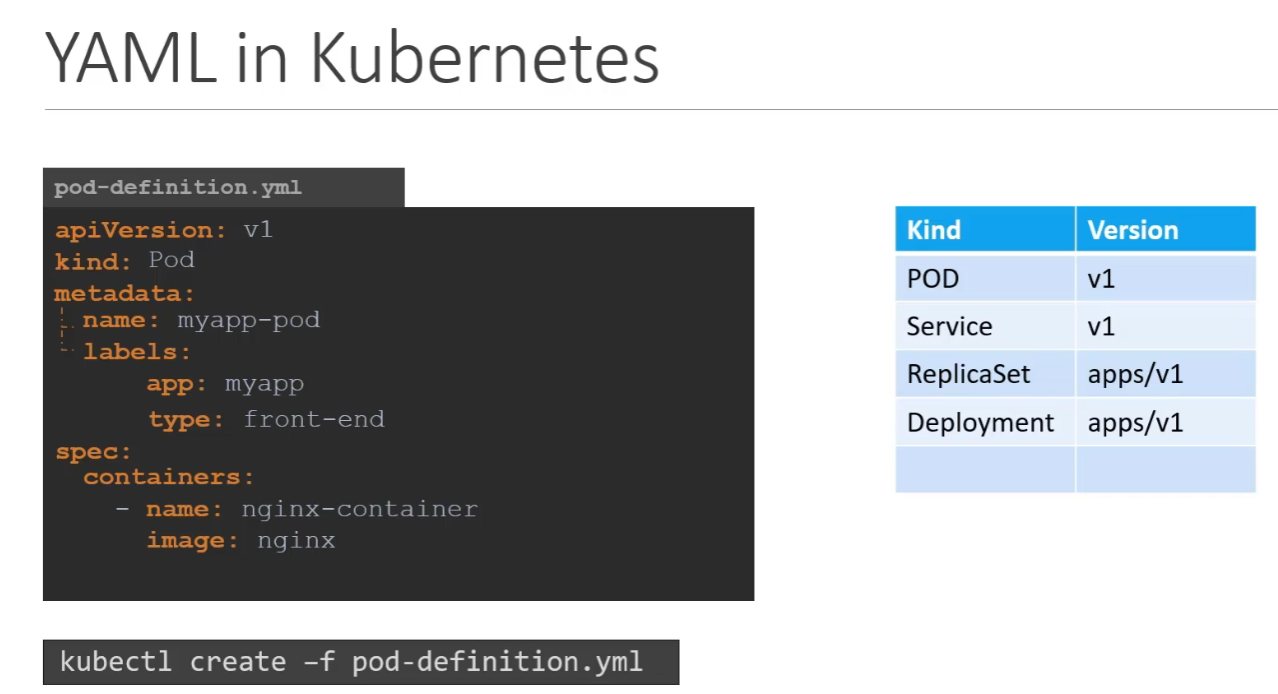 YAML in Kubernetes
pod-definition.yml
apiVersion: v1
kind: Pod
metadata:
name: myapp-pod
labels:
app: myapp
type: front-end
spec:
containers:
- name: nginx-container
image: nginx
Kind Version
POD v1
Service v1
ReplicaSet apps/v1
Deployment apps/v1
kubectl create –f pod-definition.yml